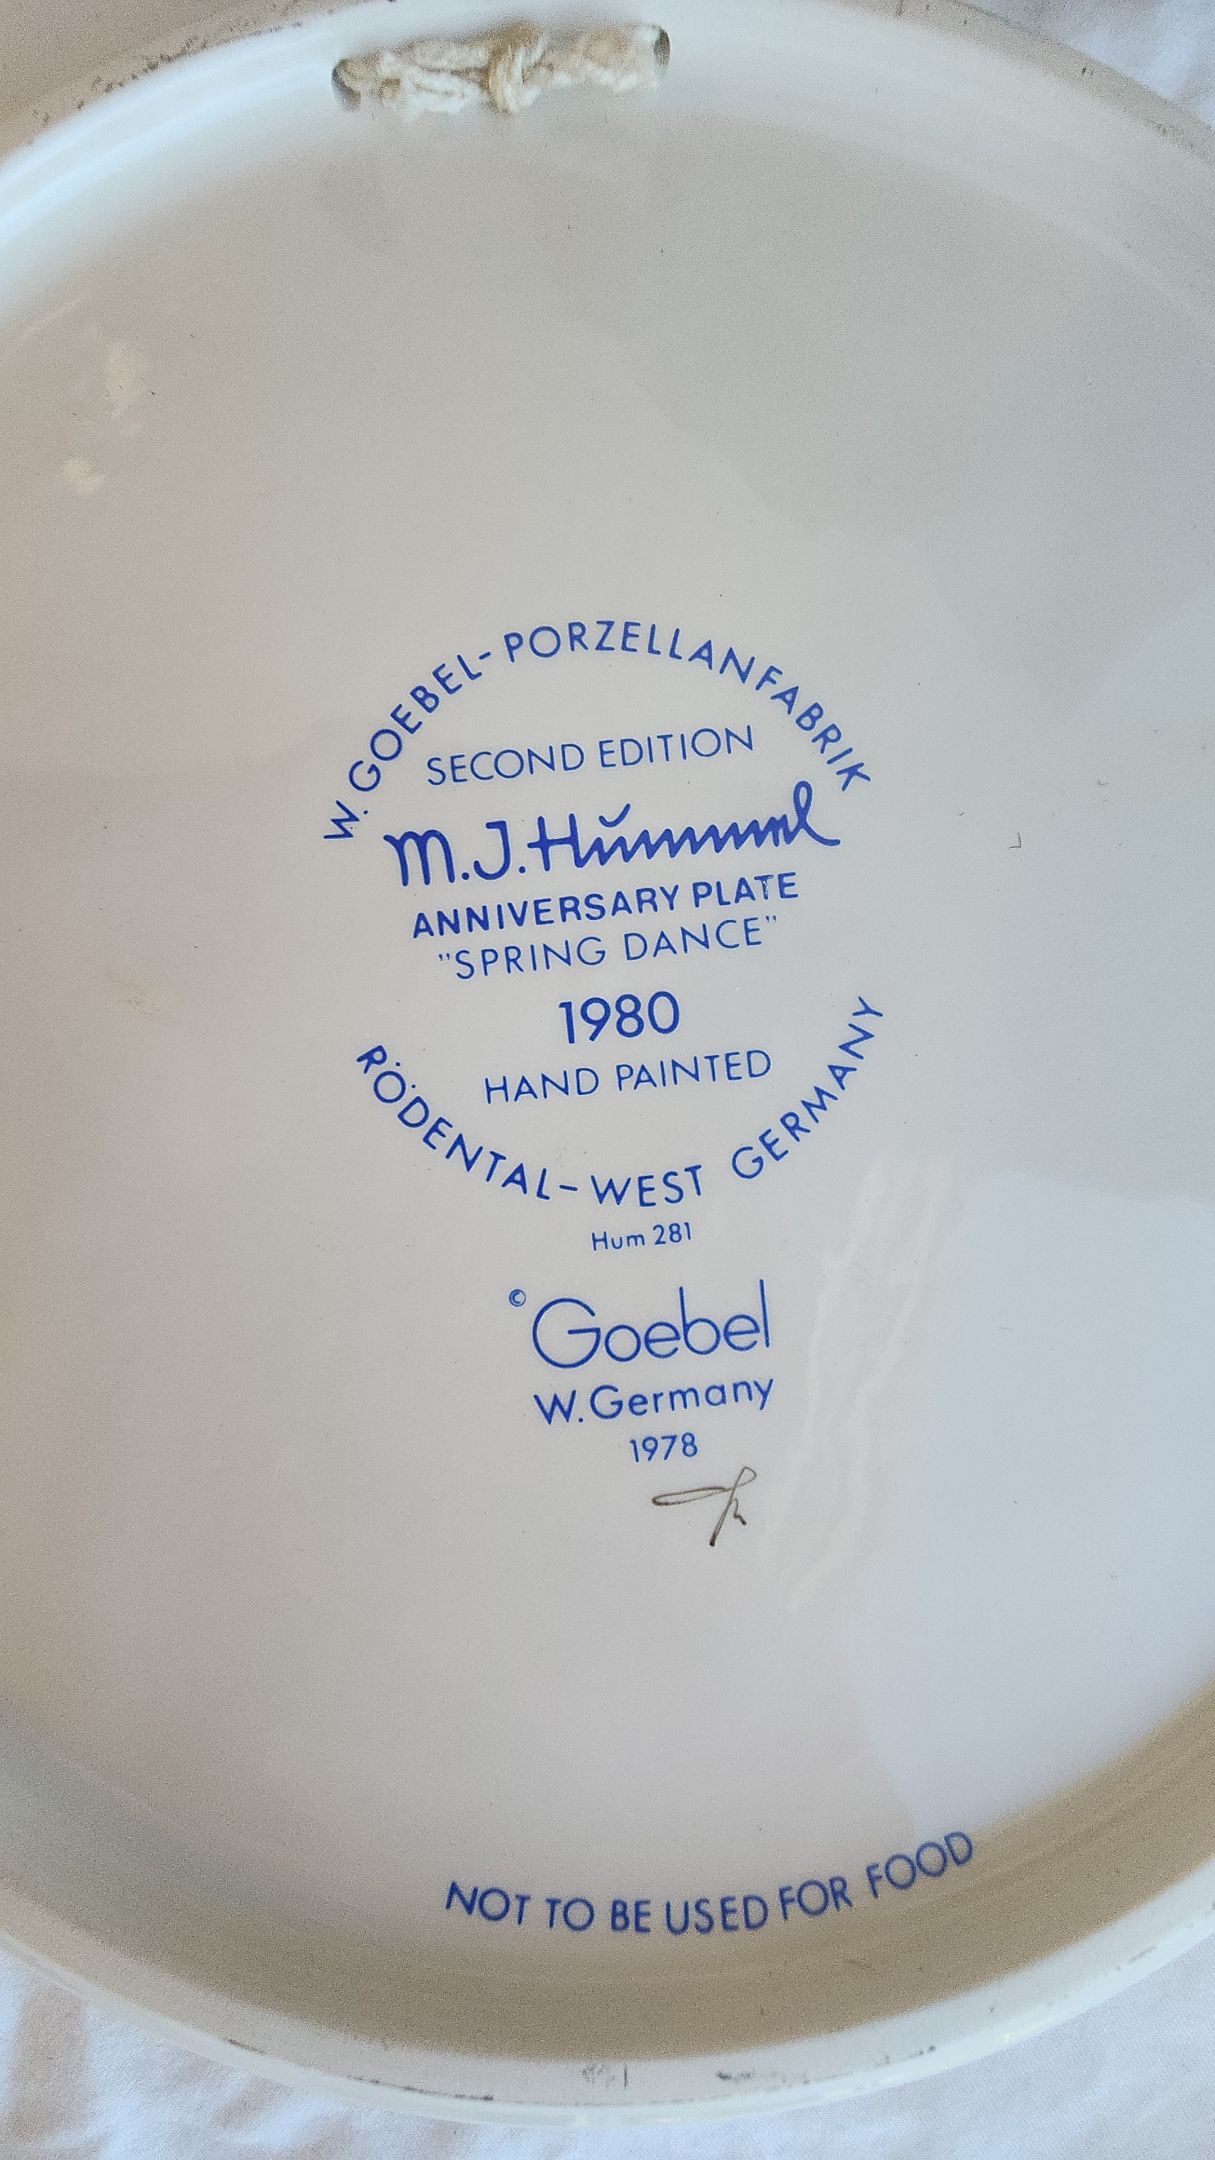 W. GOEBEL-PORZELLANFABRIK
SECOND EDITION
M.J. Hummel
ANNIVERSARY PLATE
"SPRING DANCE"
1980
HAND PAINTED
RÖDENTAL-WEST GERMANY
Hum 281
© Goebel
W. Germany
1978
NOT TO BE USED FOR FOOD